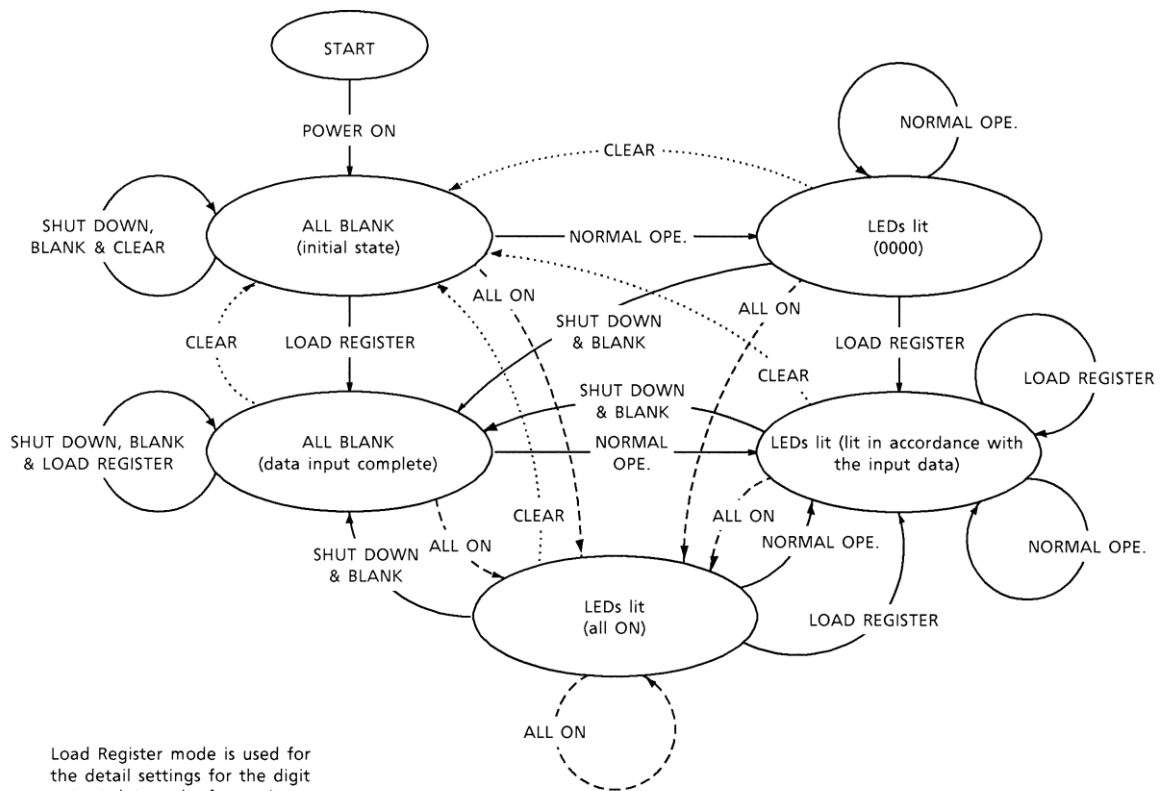 START
POWER ON
NORMAL OPE.
CLEAR
SHUT DOWN,
BLANK & CLEAR
ALL BLANK
(initial state)
NORMAL OPE.
LEDs lit
(0000)
ALL ON
ALL ON
SHUT DOWN
& BLANK
CLEAR
LOAD REGISTER
LOAD REGISTER
CLEAR
LOAD REGISTER
SHUT DOWN
& BLANK
SHUT DOWN, BLANK
& LOAD REGISTER
ALL BLANK
(data input complete)
NORMAL
OPE.
LEDs lit (lit in accordance with
the input data)
CLEAR
ALL ON
SHUT DOWN
& BLANK
ALL ON
NORMAL OPE.
NORMAL OPE.
LEDs lit
(all ON)
LOAD REGISTER
ALL ON
Load Register mode is used for
the detail settings for the digit